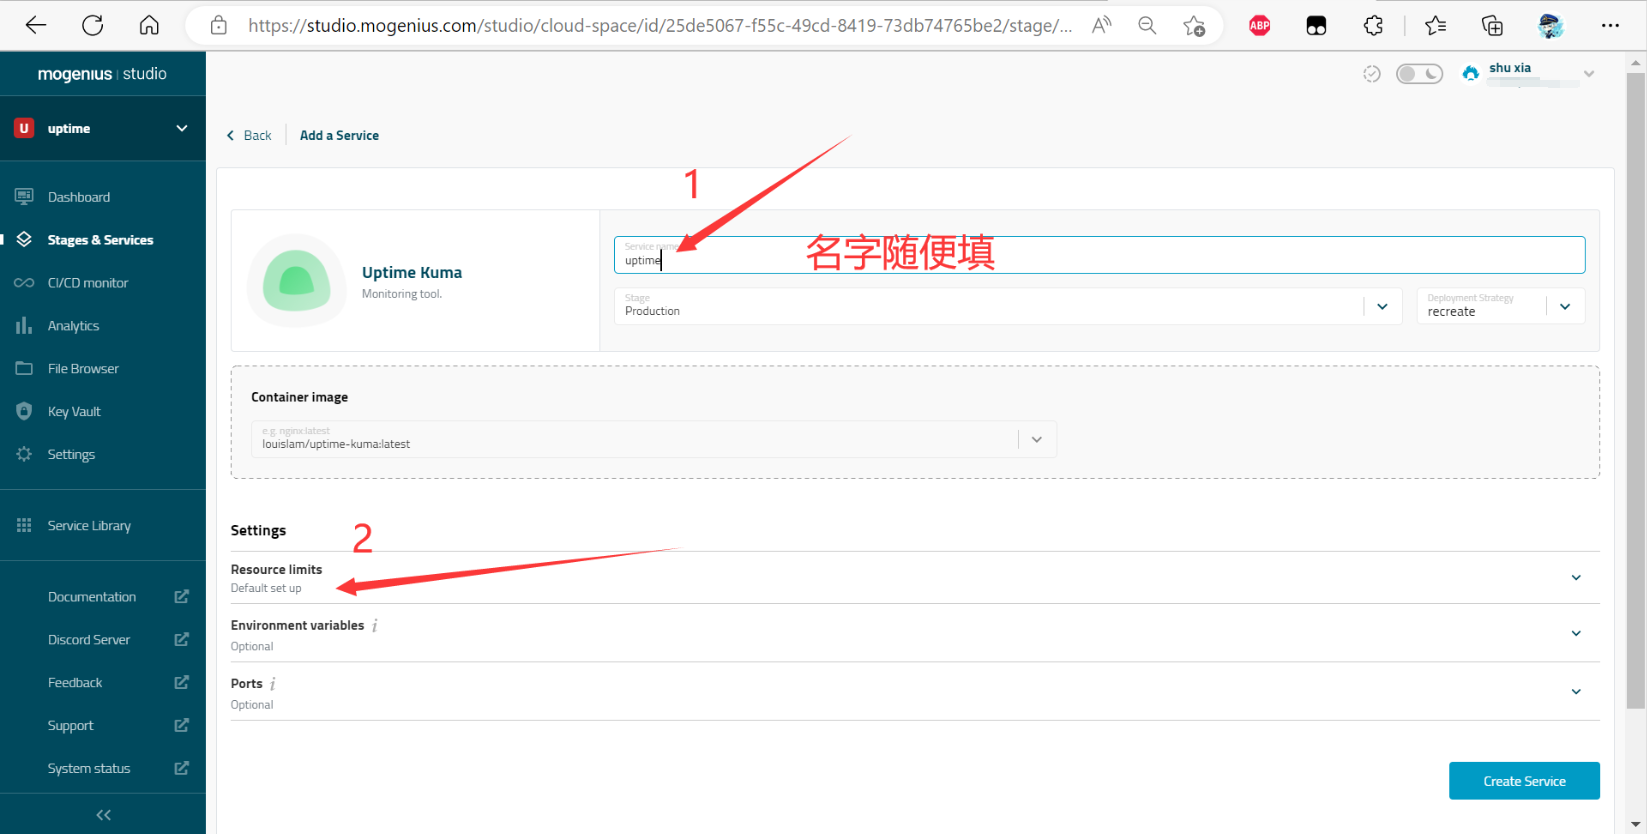 https://studio.mogenius.com/studio/cloud-space/id/25de5067-f55c-49cd-8419-73db74765be2/stage/...
ABP
mogenius | studio
shu xia
U uptime
Back
Add a Service
Dashboard
Stages & Services
CI/CD monitor
Analytics
File Browser
Key Vault
Settings
Service Library
Documentation
Discord Server
Feedback
Support
System status
1
Uptime Kuma
Monitoring tool.
Service name
uptime
名字随便填
Stage
Production
Deployment Strategy
recreate
Container image
e.g. nginx:latest
louislam/uptime-kuma:latest
Settings
2
Resource limits
Default set up
Environment variables i
Optional
Ports i
Optional
Create Service